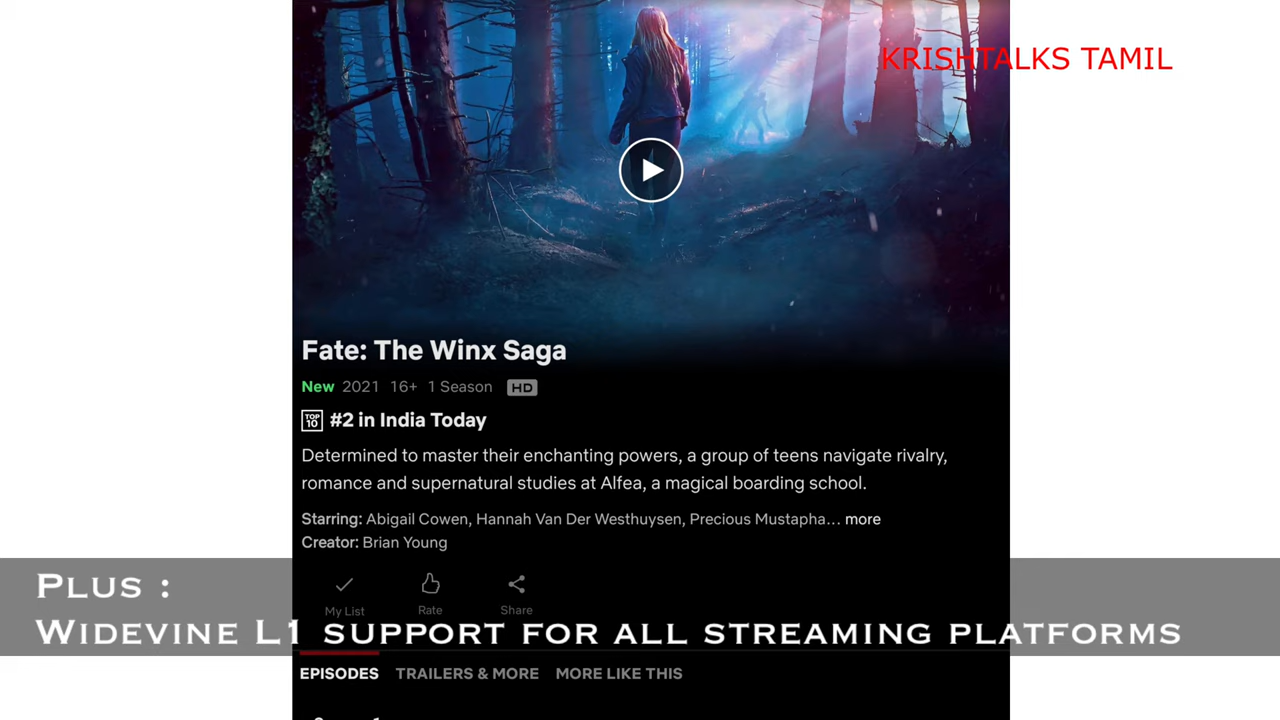 KRISHTALKS TAMIL
Fate: The Winx Saga
New 2021 16+ 1 Season HD
TOP 10 #2 in India Today
Determined to master their enchanting powers, a group of teens navigate rivalry,
romance and supernatural studies at Alfea, a magical boarding school.
Starring: Abigail Cowen, Hannah Van Der Westhuysen, Precious Mustapha... more
Creator: Brian Young
Plus :
My List Rate Share
Widevine L1 support for all streaming platforms
EPISODES TRAILERS & MORE MORE LIKE THIS